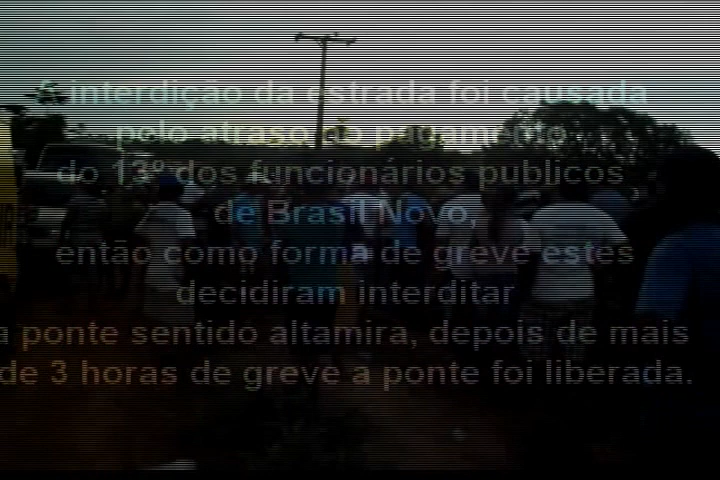 A interdição da estrada foi causada
pelo atraso do pagamento
do 13º dos funcionários publicos
de Brasil Novo,
então como forma de greve estes
decidiram interditar
a ponte sentido altamira, depois de mais
de 3 horas de greve a ponte foi liberada.